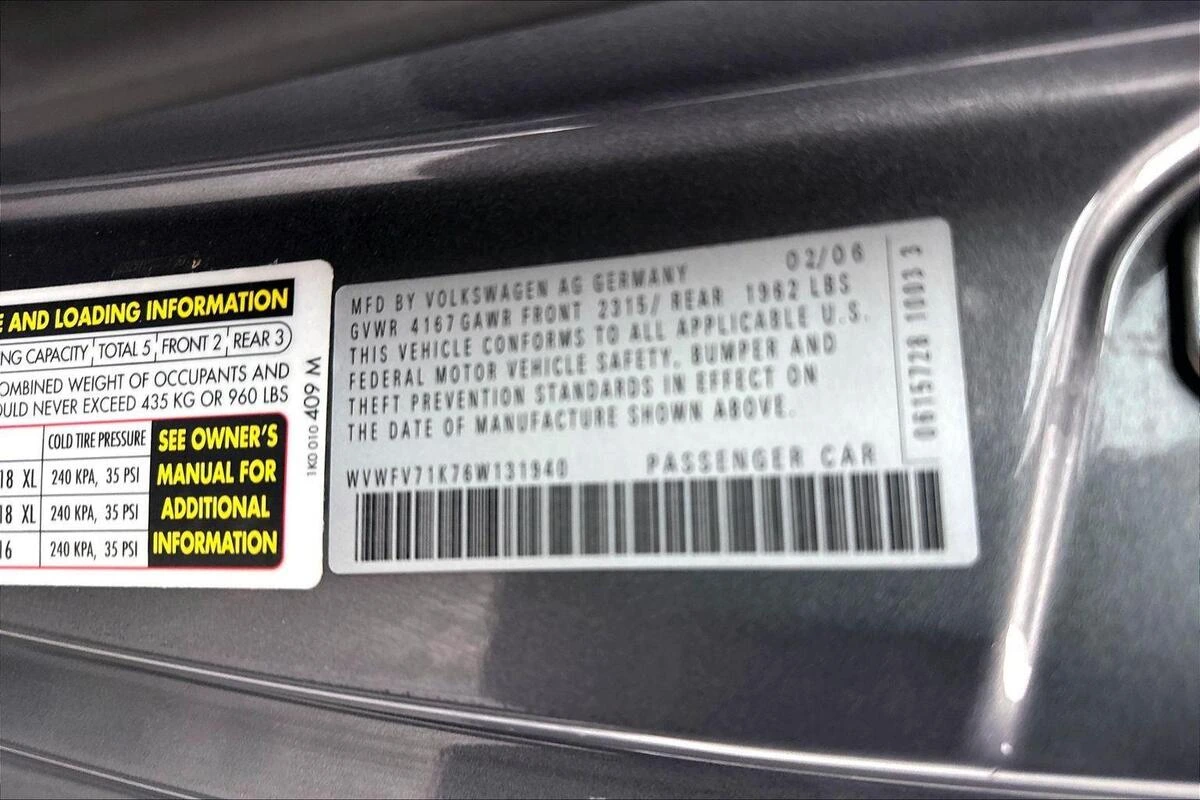 E AND LOADING INFORMATION
NG CAPACITY TOTAL 5 FRONT 2 REAR 3
OMBINED WEIGHT OF OCCUPANTS AND
ULD NEVER EXCEED 435 KG OR 960 LBS
COLD TIRE PRESSURE
18 XL 240 KPA, 35 PSI
18 XL 240 KPA, 35 PSI
16 240 KPA, 35 PSI
SEE OWNER'S
MANUAL FOR
ADDITIONAL
INFORMATION
1K0 010 409 M
MFD BY VOLKSWAGEN AG GERMANY 02/06
GVWR 4167 GAWR FRONT 2315/ REAR 1962 LBS
THIS VEHICLE CONFORMS TO ALL APPLICABLE U.S.
FEDERAL MOTOR VEHICLE SAFETY, BUMPER AND
THEFT PREVENTION STANDARDS IN EFFECT ON
THE DATE OF MANUFACTURE SHOWN ABOVE.
WVWFV71K76W131940 PASSENGER CAR
0615728 1003 3